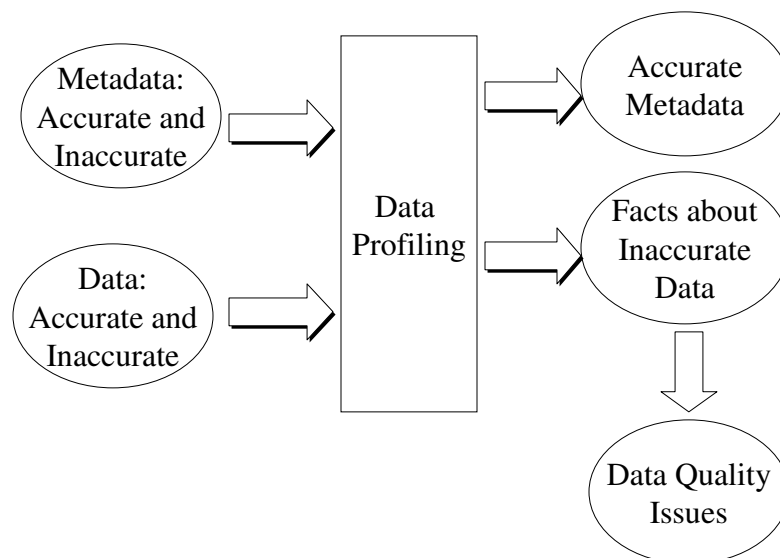 Metadata:
Accurate and
Inaccurate
Data:
Accurate and
Inaccurate
Data
Profiling
Accurate
Metadata
Facts about
Inaccurate
Data
Data Quality
Issues